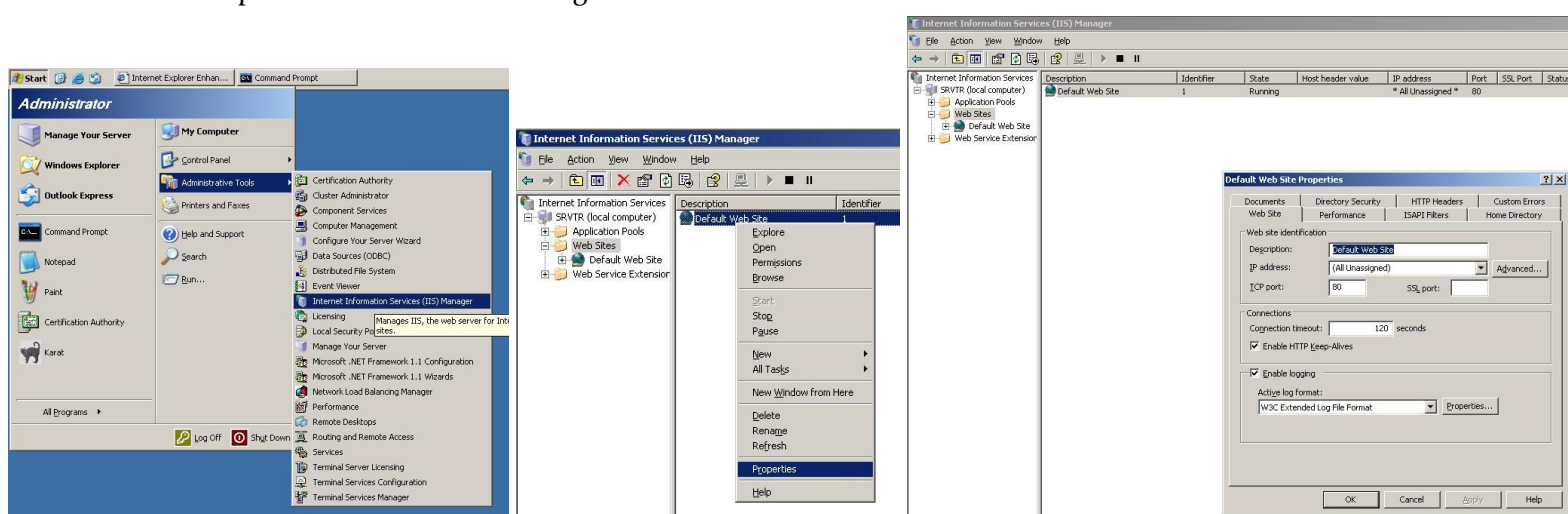 Start Internet Explorer Enhan... Command Prompt
Administrator
Manage Your Server
Windows Explorer
Outlook Express
Command Prompt
Notepad
Paint
Certification Authority
Karat
All Programs
My Computer
Control Panel
Administrative Tools
Printers and Faxes
Help and Support
Search
Run...
Log Off Shut Down
Certification Authority
Cluster Administrator
Component Services
Computer Management
Configure Your Server Wizard
Data Sources (ODBC)
Distributed File System
Event Viewer
Internet Information Services (IIS) Manager
Licensing
Local Security Po
Manages IIS, the web server for Inte
sites.
Manage Your Server
Microsoft .NET Framework 1.1 Configuration
Microsoft .NET Framework 1.1 Wizards
Network Load Balancing Manager
Performance
Remote Desktops
Routing and Remote Access
Services
Terminal Server Licensing
Terminal Services Configuration
Terminal Services Manager
Internet Information Services (IIS) Manager
File Action View Window Help
Internet Information Services
SRVTR (local computer)
Application Pools
Web Sites
Default Web Site
Web Service Extension
Description Identifier
Default Web Site 1
Explore
Open
Permissions
Browse
Start
Stop
Pause
New
All Tasks
New Window from Here
Delete
Rename
Refresh
Properties
Help
Internet Information Services (IIS) Manager
File Action View Window Help
Internet Information Services
SRVTR (local computer)
Application Pools
Web Sites
Default Web Site
Web Service Extension
Description Identifier State Host header value IP address Port SSL Port Status
Default Web Site 1 Running * All Unassigned * 80
Default Web Site Properties
Documents Directory Security HTTP Headers Custom Errors
Web Site Performance ISAPI Filters Home Directory
Web site identification
Description: Default Web Site
IP address: (All Unassigned) Advanced...
TCP port: 80 SSL port:
Connections
Connection timeout: 120 seconds
Enable HTTP Keep-Alives
Enable logging
Active log format:
W3C Extended Log File Format Properties...
OK Cancel Apply Help